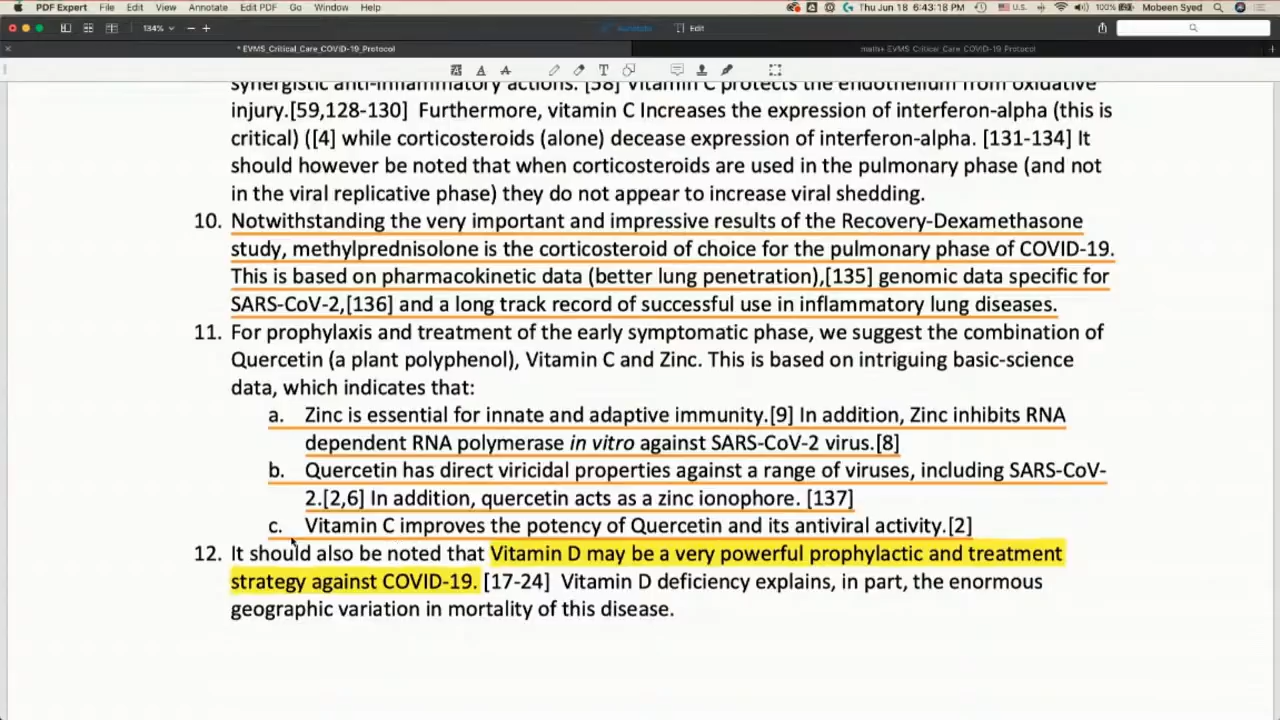 PDF Expert File Edit View Annotate Edit PDF Go Window Help Thu Jun 18 6:43:18 PM U.S. 100% Mobeen Syed
134% − + Annotate Edit
* EVMS_Critical_Care_COVID-19_Protocol math+ EVMS Critical Care COVID-19 Protocol
synergistic anti-inflammatory actions. [58] Vitamin C protects the endothelium from oxidative
injury.[59,128-130] Furthermore, vitamin C Increases the expression of interferon-alpha (this is
critical) ([4] while corticosteroids (alone) decease expression of interferon-alpha. [131-134] It
should however be noted that when corticosteroids are used in the pulmonary phase (and not
in the viral replicative phase) they do not appear to increase viral shedding.
10. Notwithstanding the very important and impressive results of the Recovery-Dexamethasone
study, methylprednisolone is the corticosteroid of choice for the pulmonary phase of COVID-19.
This is based on pharmacokinetic data (better lung penetration),[135] genomic data specific for
SARS-CoV-2,[136] and a long track record of successful use in inflammatory lung diseases.
11. For prophylaxis and treatment of the early symptomatic phase, we suggest the combination of
Quercetin (a plant polyphenol), Vitamin C and Zinc. This is based on intriguing basic-science
data, which indicates that:
a. Zinc is essential for innate and adaptive immunity.[9] In addition, Zinc inhibits RNA
dependent RNA polymerase in vitro against SARS-CoV-2 virus.[8]
b. Quercetin has direct viricidal properties against a range of viruses, including SARS-CoV-
2.[2,6] In addition, quercetin acts as a zinc ionophore. [137]
c. Vitamin C improves the potency of Quercetin and its antiviral activity.[2]
12. It should also be noted that Vitamin D may be a very powerful prophylactic and treatment
strategy against COVID-19. [17-24] Vitamin D deficiency explains, in part, the enormous
geographic variation in mortality of this disease.